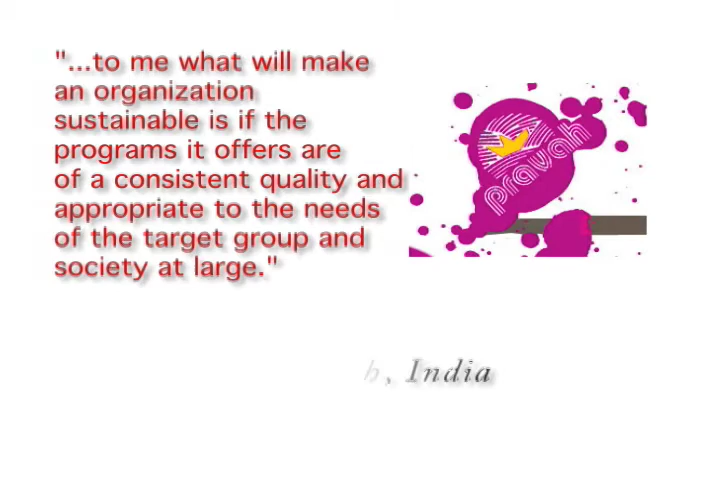 "...to me what will make
an organization
sustainable is if the
programs it offers are
of a consistent quality and
appropriate to the needs
of the target group and
society at large."
pravah
h, India